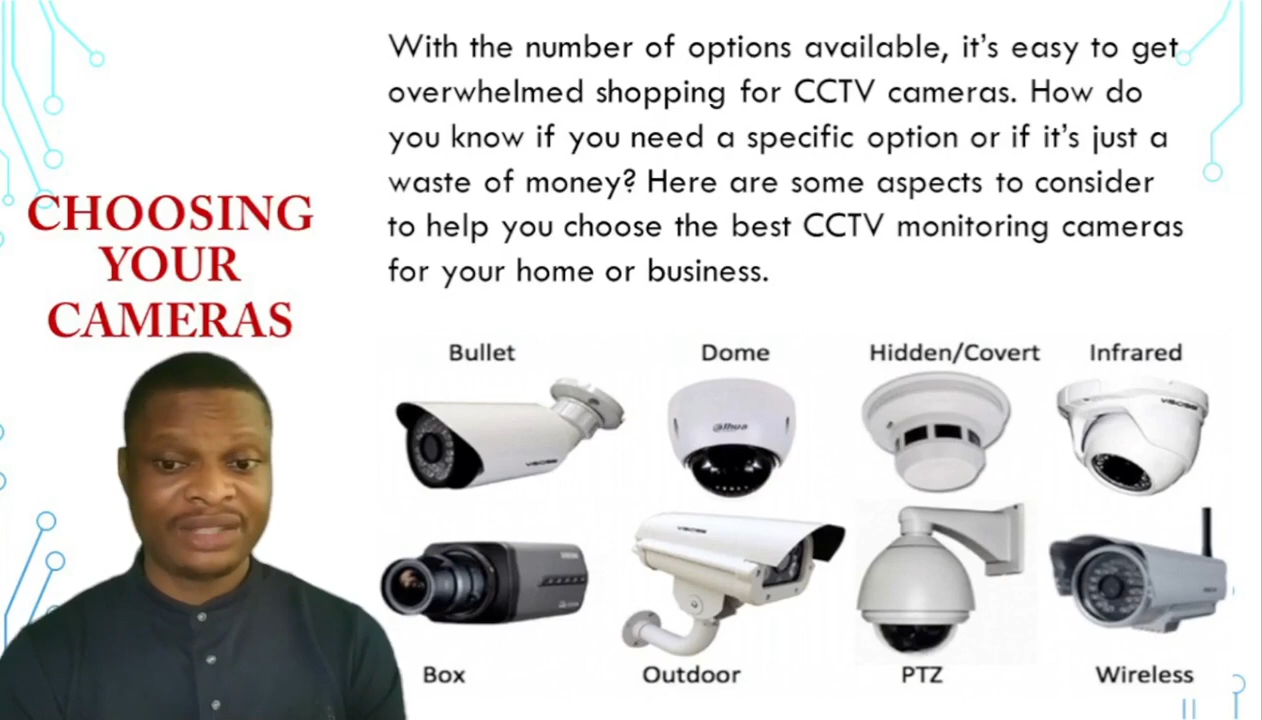 With the number of options available, it's easy to get
overwhelmed shopping for CCTV cameras. How do
you know if you need a specific option or if it's just a
waste of money? Here are some aspects to consider
to help you choose the best CCTV monitoring cameras
for your home or business.
CHOOSING
YOUR
CAMERAS
Bullet Dome Hidden/Covert Infrared
alhua
Box Outdoor PTZ Wireless